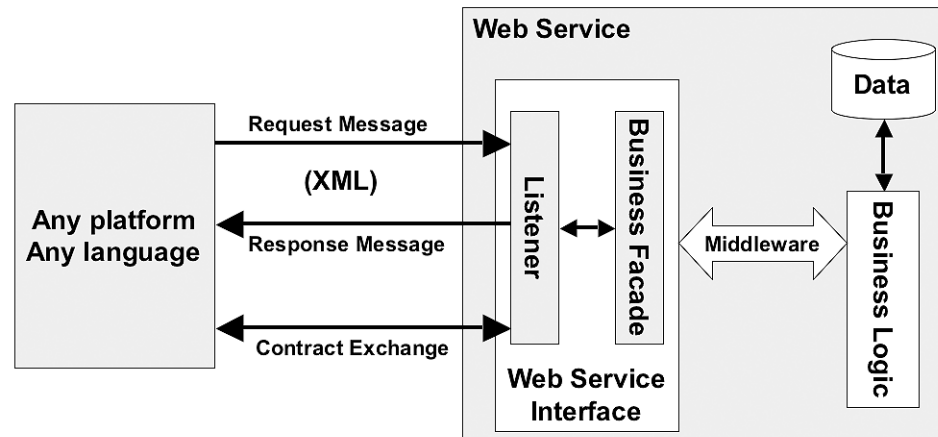 Web Service
Data
Request Message
(XML)
Any platform
Any language
Response Message
Contract Exchange
Listener
Business Facade
Web Service
Interface
Middleware
Business Logic